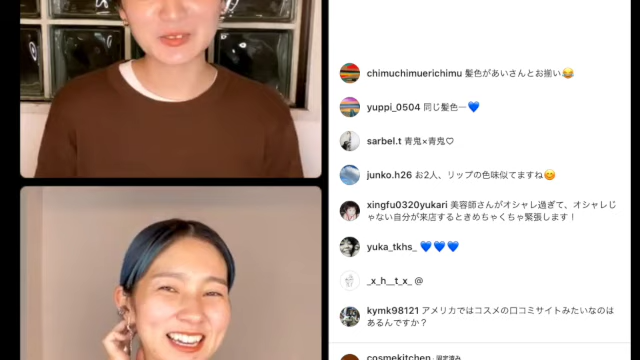 chimuchimuerichimu 髪色があいさんとお揃い😂
yuppi_0504 同じ髪色…💙
sarbel.t 青鬼×青鬼♡
junko.h26 お2人、リップの色味似てますね😊
xingfu0320yukari 美容師さんがオシャレ過ぎて、オシャレじ
ゃない自分が来店するときめちゃくちゃ緊張します！
yuka_tkhs_ 💙💙💙
_x_h__t_x_ @
kymk98121 アメリカではコスメの口コミサイトみたいなのは
あるんですか？
cosmekitchen · 固定済み